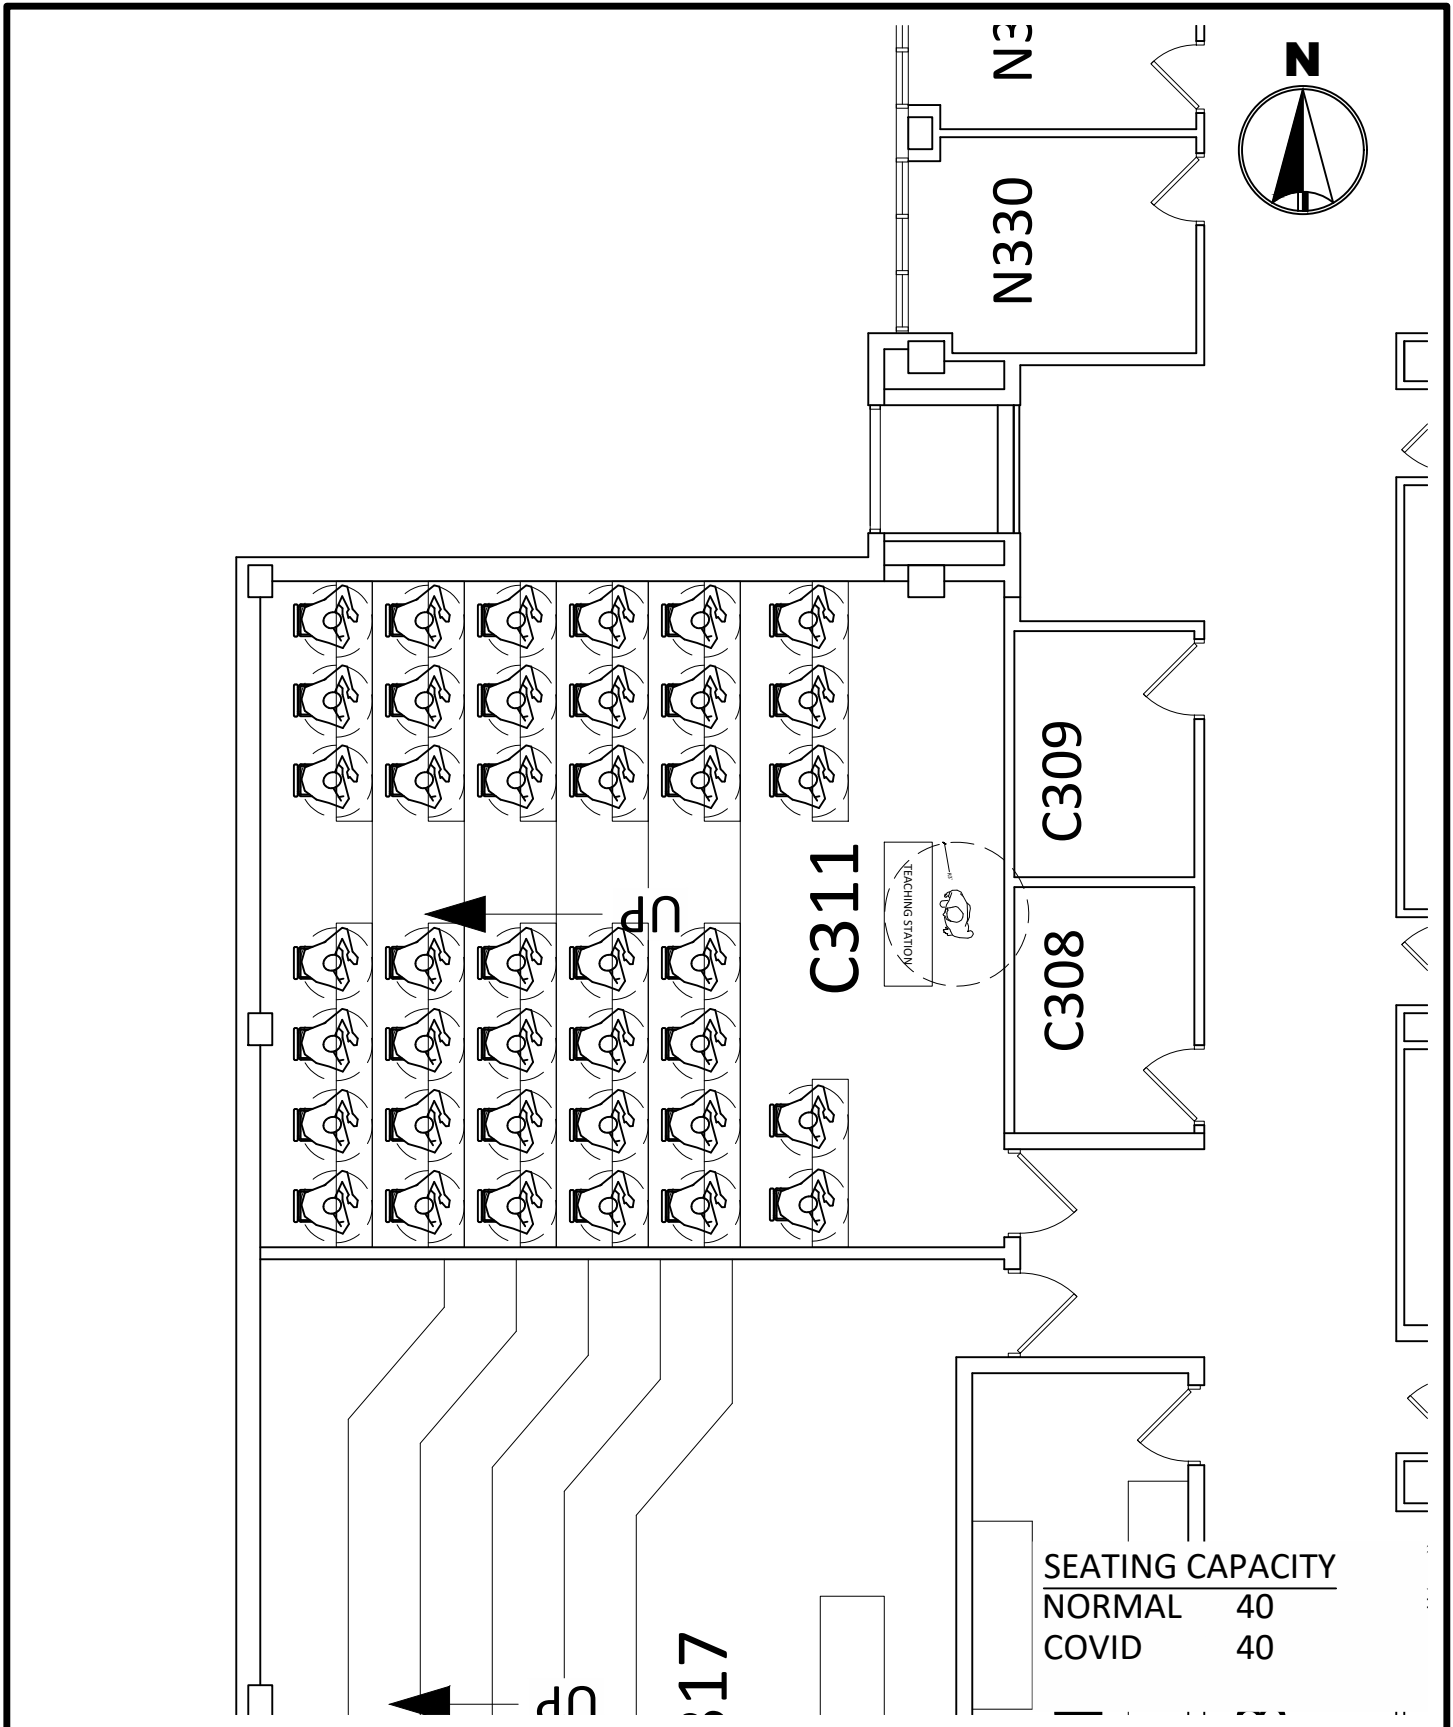 N
N330
C309
C311
TEACHING STATION
UP
C308
SEATING CAPACITY
NORMAL 40
COVID 40
UP